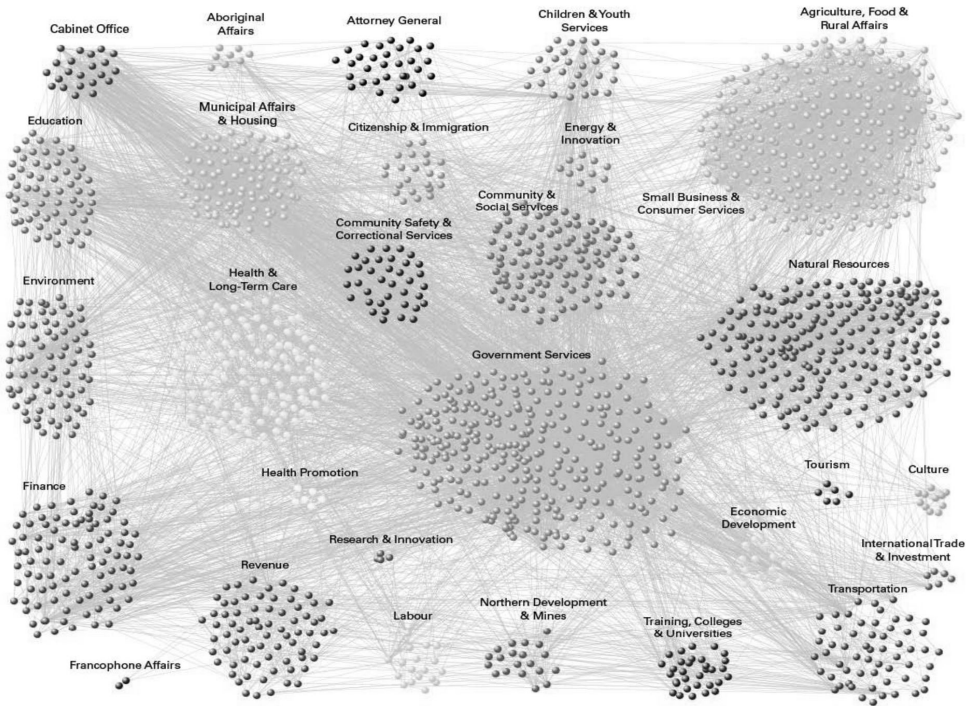 Cabinet Office
Aboriginal
Affairs
Attorney General
Children & Youth
Services
Agriculture, Food &
Rural Affairs
Education
Municipal Affairs
& Housing
Citizenship & Immigration
Energy &
Innovation
Community Safety &
Correctional Services
Community &
Social Services
Small Business &
Consumer Services
Environment
Health &
Long-Term Care
Natural Resources
Government Services
Finance
Health Promotion
Tourism
Culture
Economic
Development
Research & Innovation
International Trade
& Investment
Revenue
Labour
Northern Development
& Mines
Training, Colleges
& Universities
Transportation
Francophone Affairs